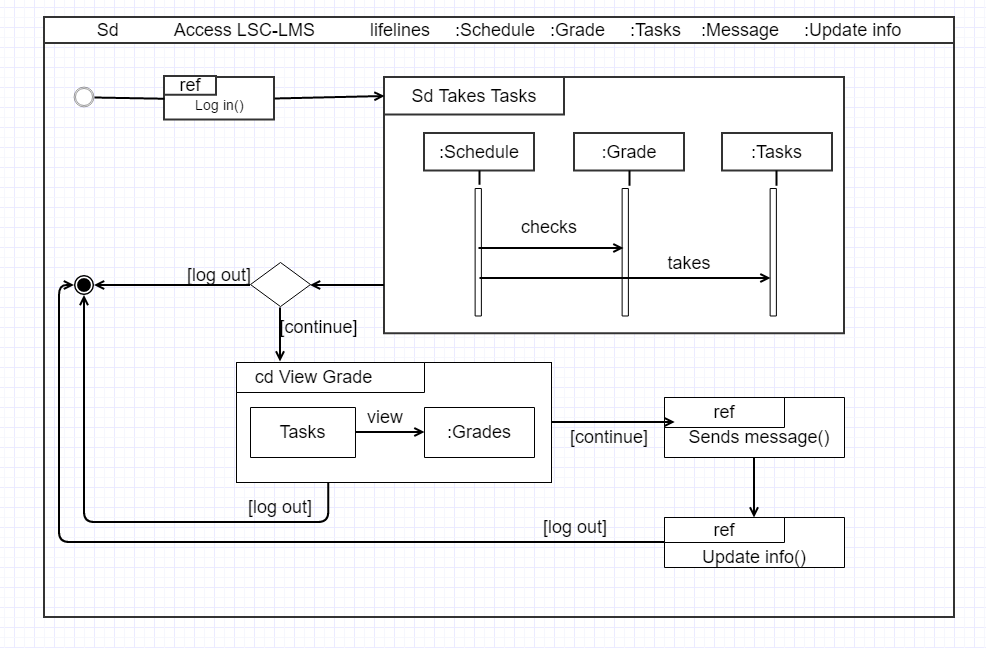 Sd Access LSC-LMS lifelines :Schedule :Grade :Tasks :Message :Update info
ref
Log in()
Sd Takes Tasks
:Schedule :Grade :Tasks
checks
takes
[log out]
[continue]
cd View Grade
Tasks view :Grades
[continue]
ref
Sends message()
[log out]
[log out]
ref
Update info()